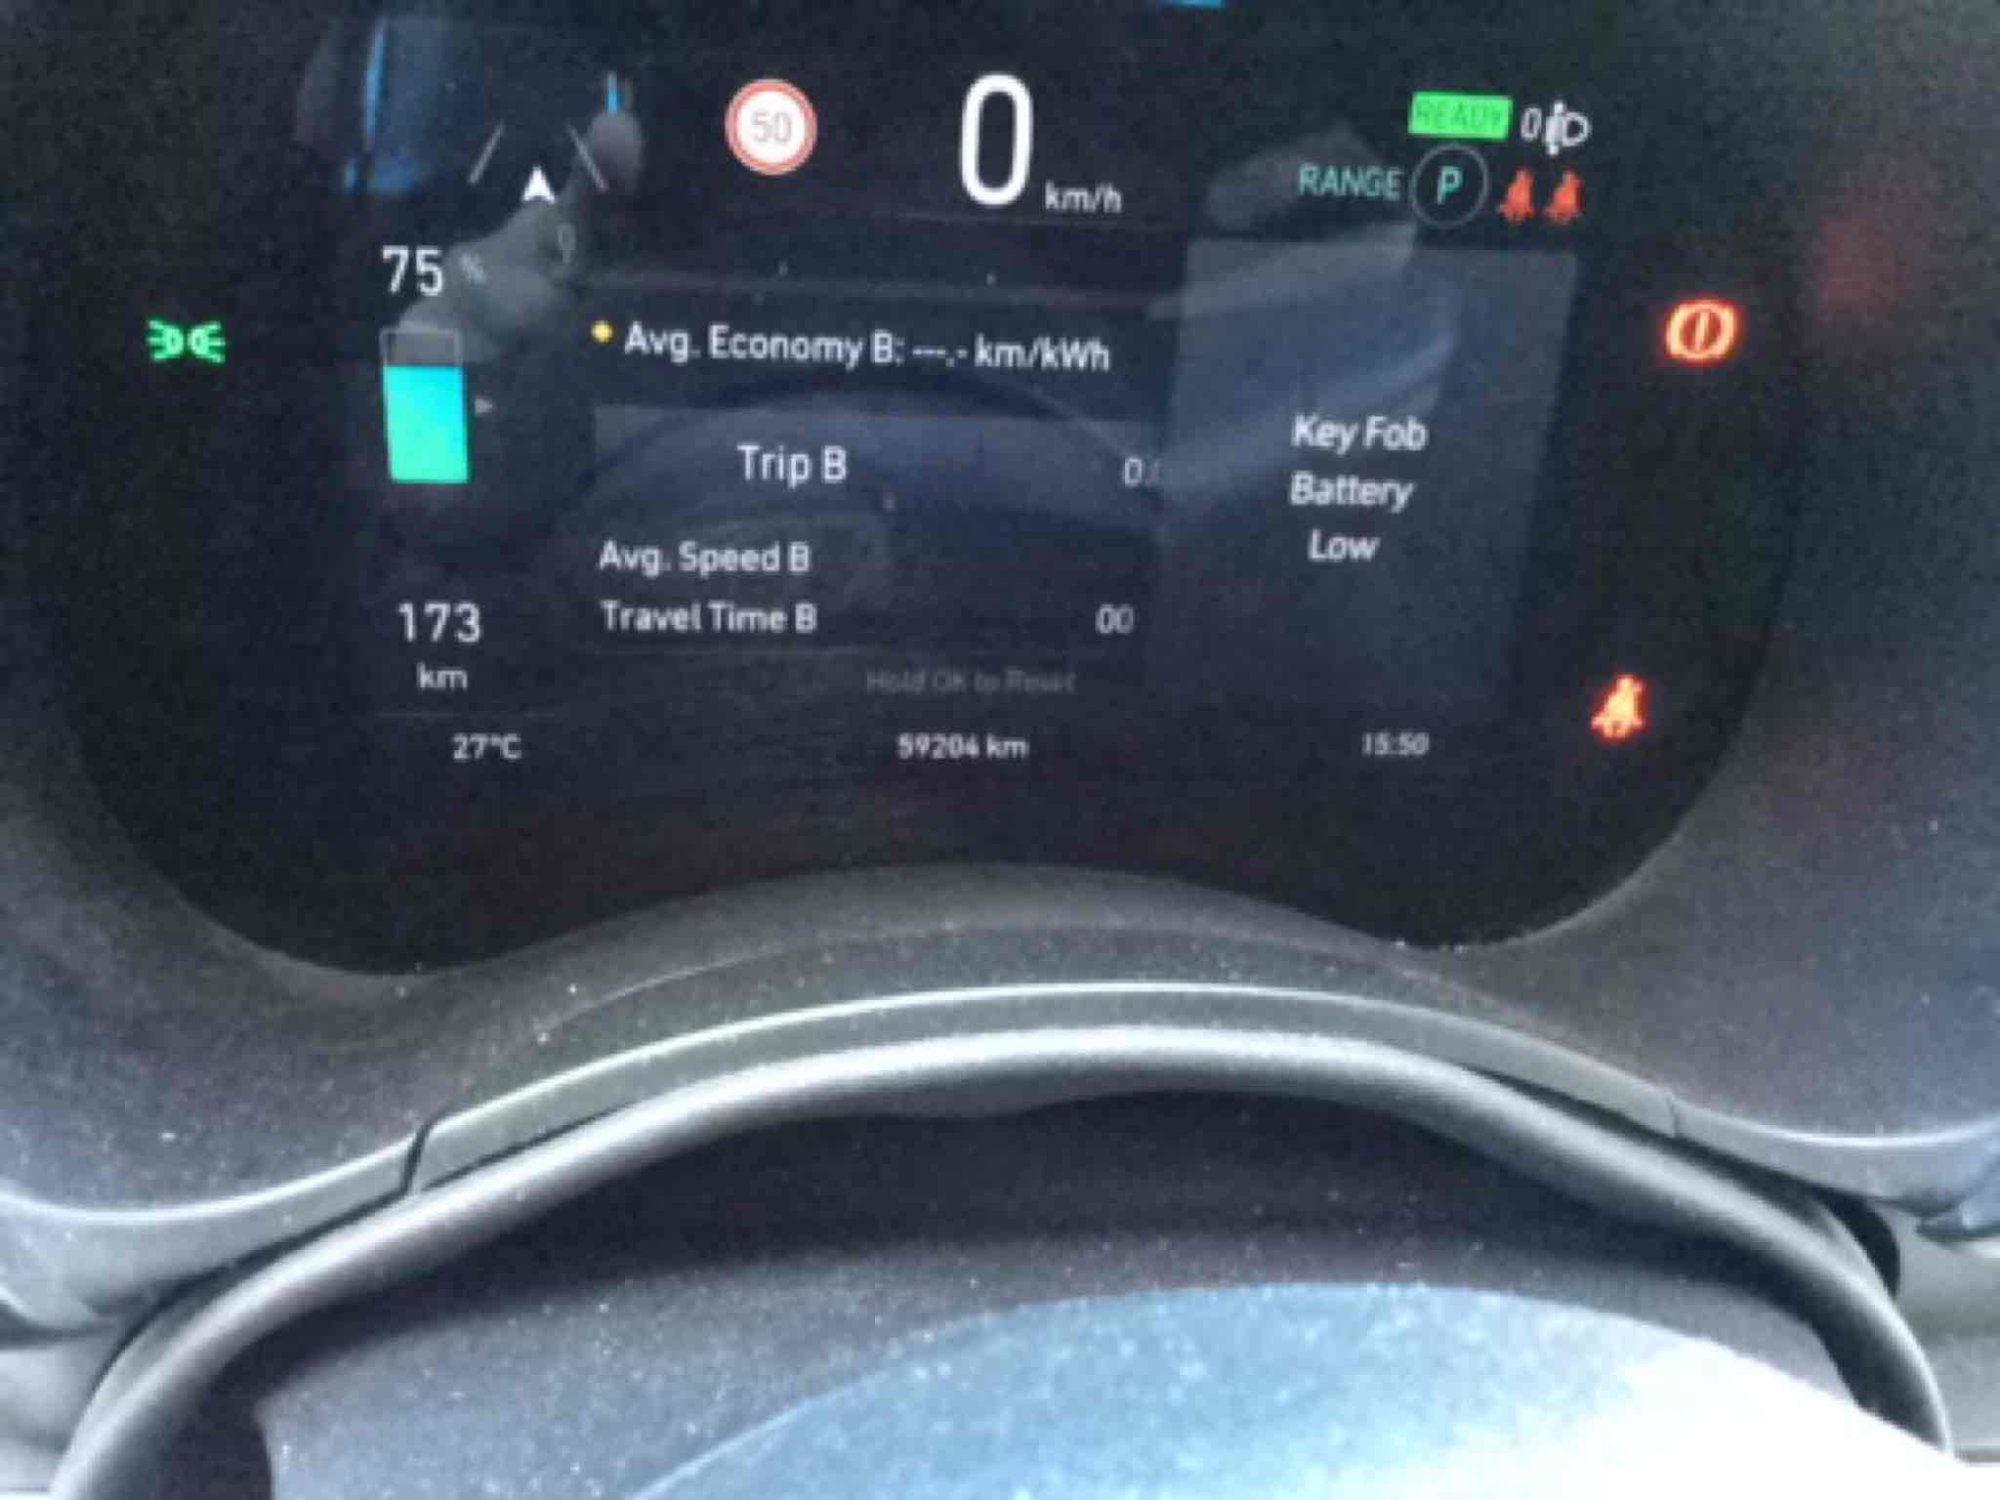 50
0 km/h
READY
RANGE P
75 %
Avg. Economy B: ---.- km/kWh
Trip B 0.
Key Fob
Battery
Low
Avg. Speed B
Travel Time B 00
173
km
Hold OK to Reset
27°C 59204 km 15:50